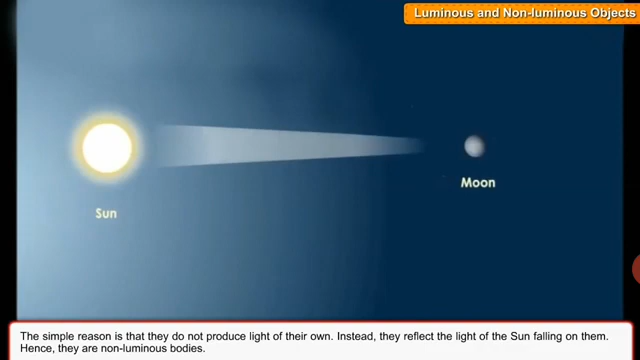 Luminous and Non-luminous Objects
Sun
Moon
The simple reason is that they do not produce light of their own. Instead, they reflect the light of the Sun falling on them.
Hence, they are non-luminous bodies.